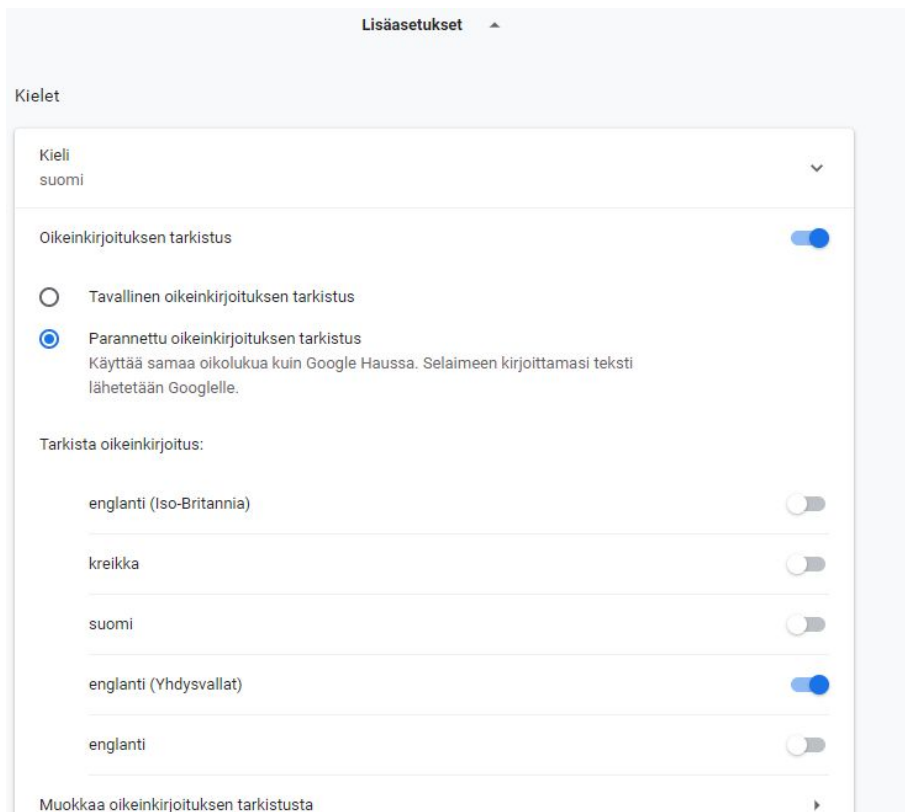 Lisäasetukset
Kielet
Kieli
suomi
Oikeinkirjoituksen tarkistus
Tavallinen oikeinkirjoituksen tarkistus
Parannettu oikeinkirjoituksen tarkistus
Käyttää samaa oikolukua kuin Google Haussa. Selaimeen kirjoittamasi teksti
lähetetään Googlelle.
Tarkista oikeinkirjoitus:
englanti (Iso-Britannia)
kreikka
suomi
englanti (Yhdysvallat)
englanti
Muokkaa oikeinkirjoituksen tarkistusta